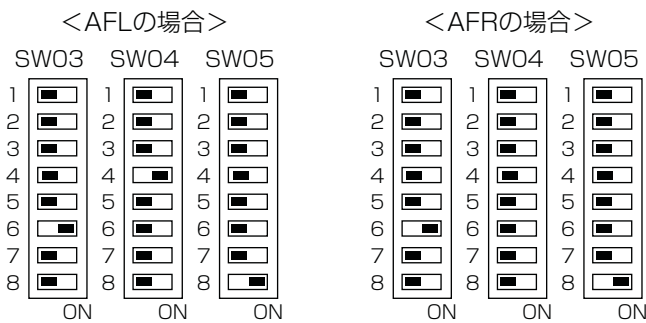 ＜AFLの場合＞ ＜AFRの場合＞
SW03 SW04 SW05 SW03 SW04 SW05
1 1 1 1 1 1
2 2 2 2 2 2
3 3 3 3 3 3
4 4 4 4 4 4
5 5 5 5 5 5
6 6 6 6 6 6
7 7 7 7 7 7
8 8 8 8 8 8
ON ON ON ON ON ON